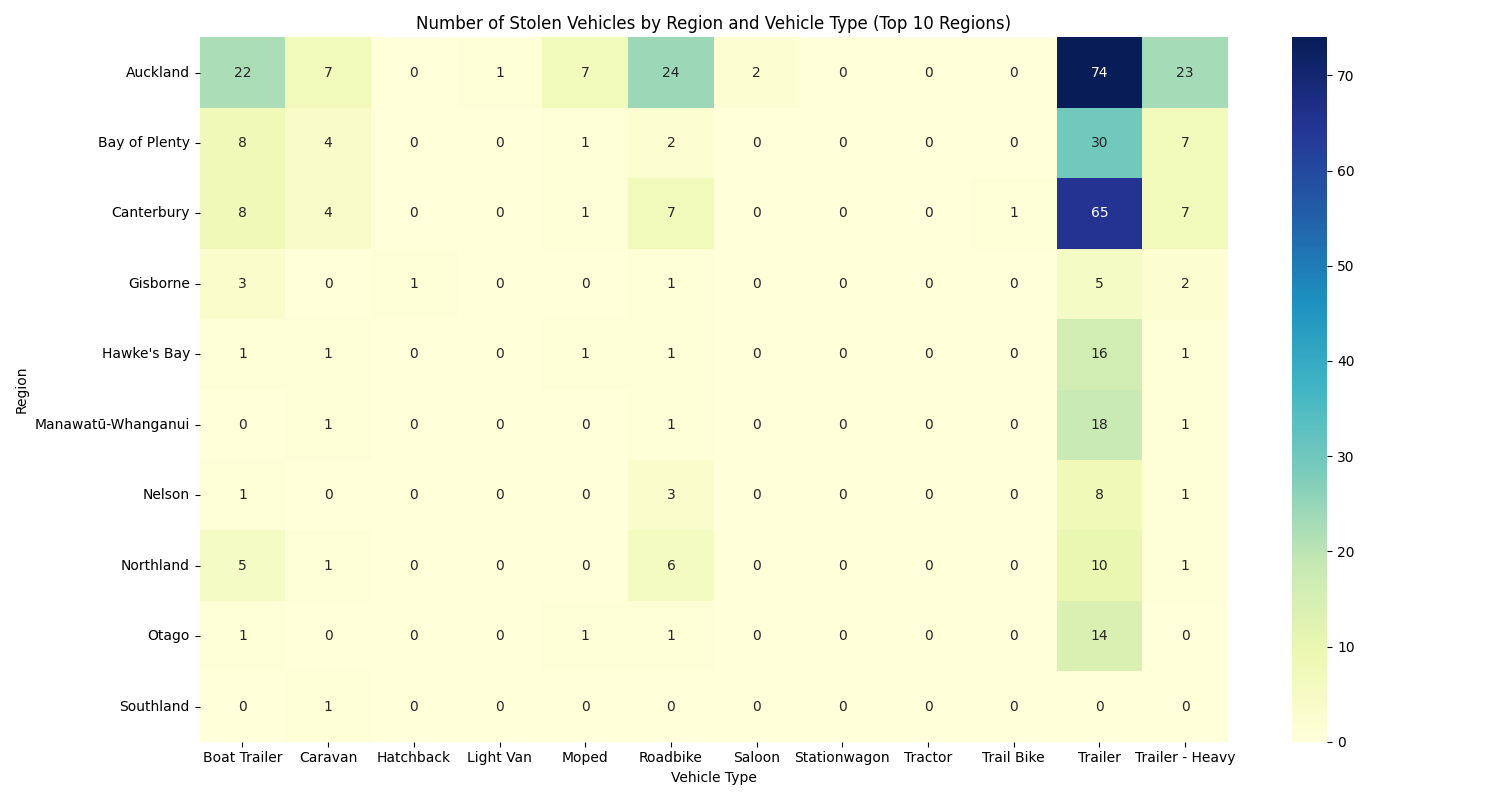 Number of Stolen Vehicles by Region and Vehicle Type (Top 10 Regions)
Region
Auckland 22 7 0 1 7 24 2 0 0 0 74 23
Bay of Plenty 8 4 0 0 1 2 0 0 0 0 30 7
Canterbury 8 4 0 0 1 7 0 0 0 1 65 7
Gisborne 3 0 1 0 0 1 0 0 0 0 5 2
Hawke's Bay 1 1 0 0 1 1 0 0 0 0 16 1
Manawatū-Whanganui 0 1 0 0 0 1 0 0 0 0 18 1
Nelson 1 0 0 0 0 3 0 0 0 0 8 1
Northland 5 1 0 0 0 6 0 0 0 0 10 1
Otago 1 0 0 0 1 1 0 0 0 0 14 0
Southland 0 1 0 0 0 0 0 0 0 0 0 0
Boat Trailer Caravan Hatchback Light Van Moped Roadbike Saloon Stationwagon Tractor Trail Bike Trailer Trailer - Heavy
Vehicle Type
70
60
50
40
30
20
10
0